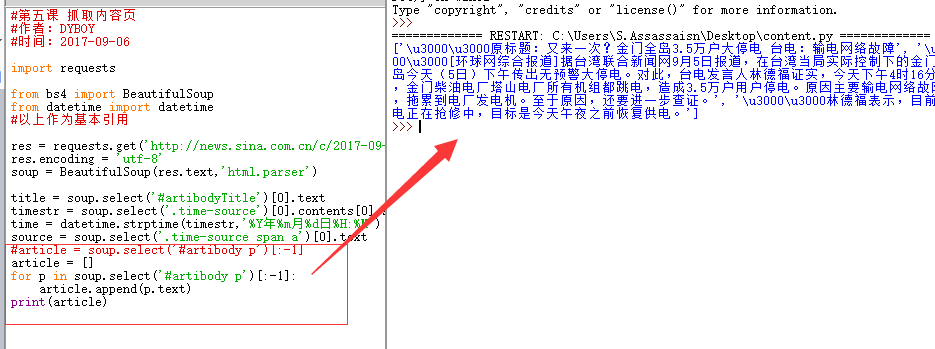 #第五课 抓取内容页
#作者：DYBOY
#时间：2017-09-06
import requests
from bs4 import BeautifulSoup
from datetime import datetime
#以上作为基本引用
res = requests.get('http://news.sina.com.cn/c/2017-09-
res.encoding = 'utf-8'
soup = BeautifulSoup(res.text,'html.parser')
title = soup.select('#artibodyTitle')[0].text
timestr = soup.select('.time-source')[0].contents[0].
time = datetime.strptime(timestr,'%Y年%m月%d日%H:%M')
source = soup.select('.time-source span a')[0].text
#article = soup.select('#artibody p')[:-1]
article = []
for p in soup.select('#artibody p')[:-1]:
    article.append(p.text)
print(article)
Type "copyright", "credits" or "license()" for more information.
>>>
============= RESTART: C:\Users\S.Assassaisn\Desktop\content.py =============
['\u3000\u3000原标题：又来一次？金门全岛3.5万户大停电 台电：输电网络故障', '\u
00\u3000[环球网综合报道]据台湾联合新闻网9月5日报道，在台湾当局实际控制下的金门
岛今天（5日）下午传出无预警大停电。对此，台电发言人林德福证实，今天下午4时16分
，金门柴油电厂塔山电厂所有机组都跳电，造成3.5万户用户停电。原因主要输电网络故障
，拖累到电厂发电机。至于原因，还要进一步查证。', '\u3000\u3000林德福表示，目前
电正在抢修中，目标是今天午夜之前恢复供电。']
>>>